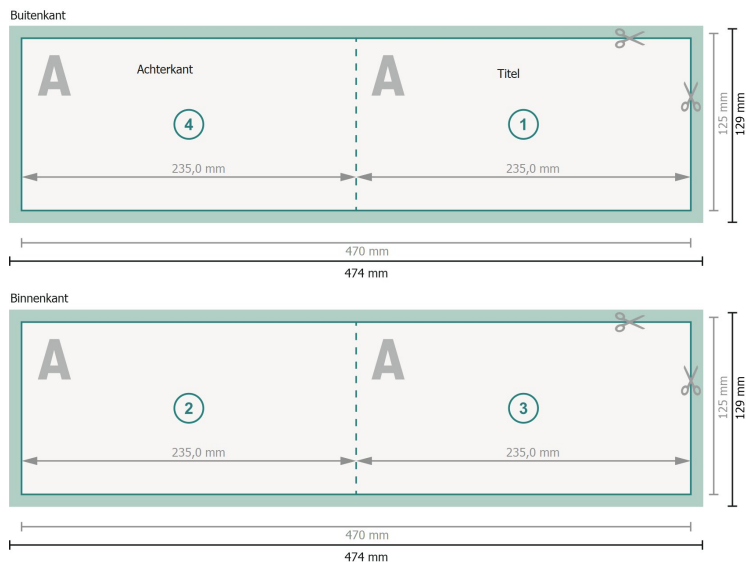 Buitenkant
A
Achterkant
A
Titel
4
1
235,0 mm
235,0 mm
125 mm
129 mm
470 mm
474 mm
Binnenkant
A
A
2
3
235,0 mm
235,0 mm
125 mm
129 mm
470 mm
474 mm